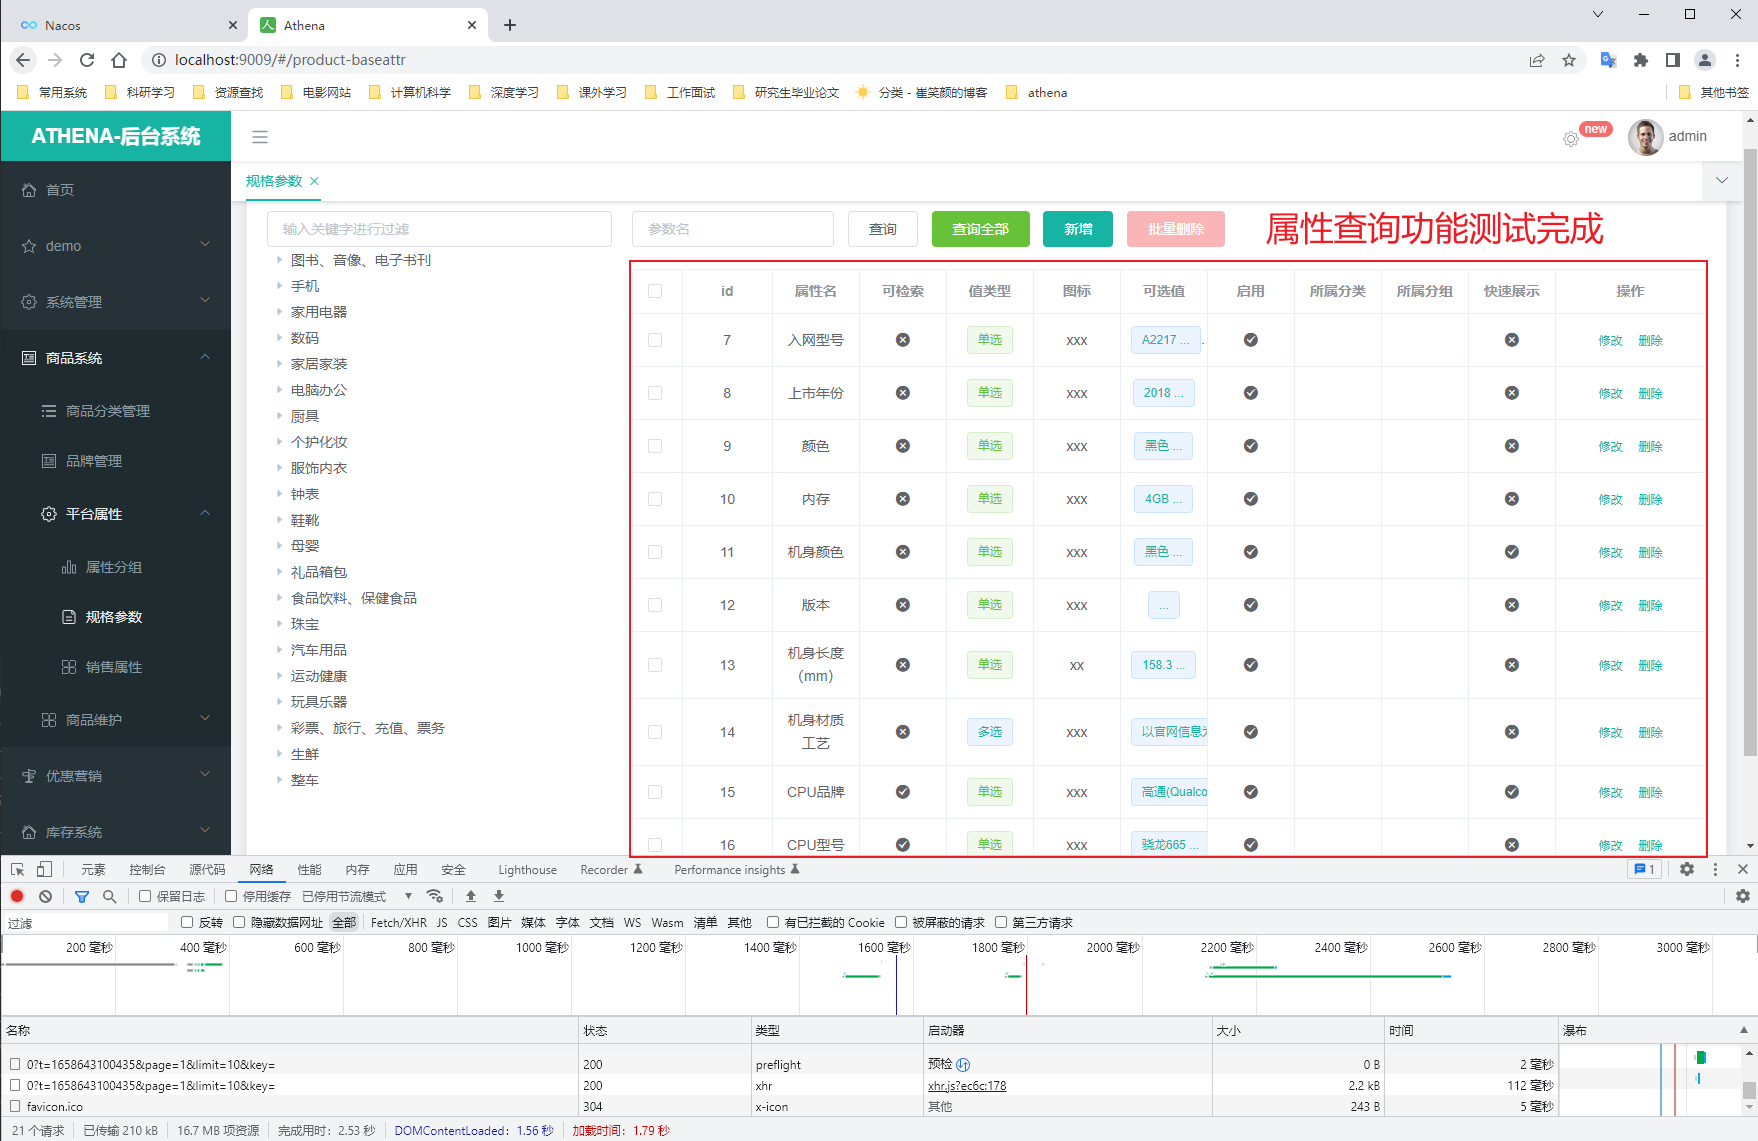 Nacos
Athena
localhost:9009/#/product-baseattr
常用系统 科研学习 资源查找 电影网站 计算机科学 深度学习 课外学习 工作面试 研究生毕业论文 分类 - 崔笑颜的博客 athena 其他书签
ATHENA-后台系统
new admin
首页
demo
系统管理
商品系统
商品分类管理
品牌管理
平台属性
属性分组
规格参数
销售属性
商品维护
优惠营销
库存系统
规格参数
输入关键字进行过滤
图书、音像、电子书刊
手机
家用电器
数码
家居家装
电脑办公
厨具
个护化妆
服饰内衣
钟表
鞋靴
母婴
礼品箱包
食品饮料、保健食品
珠宝
汽车用品
运动健康
玩具乐器
彩票、旅行、充值、票务
生鲜
整车
参数名 查询 查询全部 新增 批量删除 属性查询功能测试完成
id 属性名 可检索 值类型 图标 可选值 启用 所属分类 所属分组 快速展示 操作
7 入网型号 单选 xxx A2217 ... . 修改 删除
8 上市年份 单选 xxx 2018 ... 修改 删除
9 颜色 单选 xxx 黑色 ... 修改 删除
10 内存 单选 xxx 4GB ... 修改 删除
11 机身颜色 单选 xxx 黑色 ... 修改 删除
12 版本 单选 xxx ... 修改 删除
13 机身长度 单选 xx 158.3 ... 修改 删除
(mm)
14 机身材质 多选 xxx 以官网信息 修改 删除
工艺
15 CPU品牌 单选 xxx 高通(Qualco 修改 删除
16 CPU型号 单选 xxx 骁龙665 ... 修改 删除
元素 控制台 源代码 网络 性能 内存 应用 安全 Lighthouse Recorder Performance insights 1
保留日志 停用缓存 已停用节流模式
过滤 反转 隐藏数据网址 全部 Fetch/XHR JS CSS 图片 媒体 字体 文档 WS Wasm 清单 其他 有已拦截的 Cookie 被屏蔽的请求 第三方请求
200 毫秒 400 毫秒 600 毫秒 800 毫秒 1000 毫秒 1200 毫秒 1400 毫秒 1600 毫秒 1800 毫秒 2000 毫秒 2200 毫秒 2400 毫秒 2600 毫秒 2800 毫秒 3000 毫秒
名称 状态 类型 启动器 大小 时间 瀑布
0?t=1658643100435&page=1&limit=10&key= 200 preflight 预检 0 B 2 毫秒
0?t=1658643100435&page=1&limit=10&key= 200 xhr xhr.js?ec6c:178 2.2 kB 112 毫秒
favicon.ico 304 x-icon 其他 243 B 5 毫秒
21 个请求 已传输 210 kB 16.7 MB 项资源 完成用时：2.53 秒 DOMContentLoaded：1.56 秒 加载时间：1.79 秒